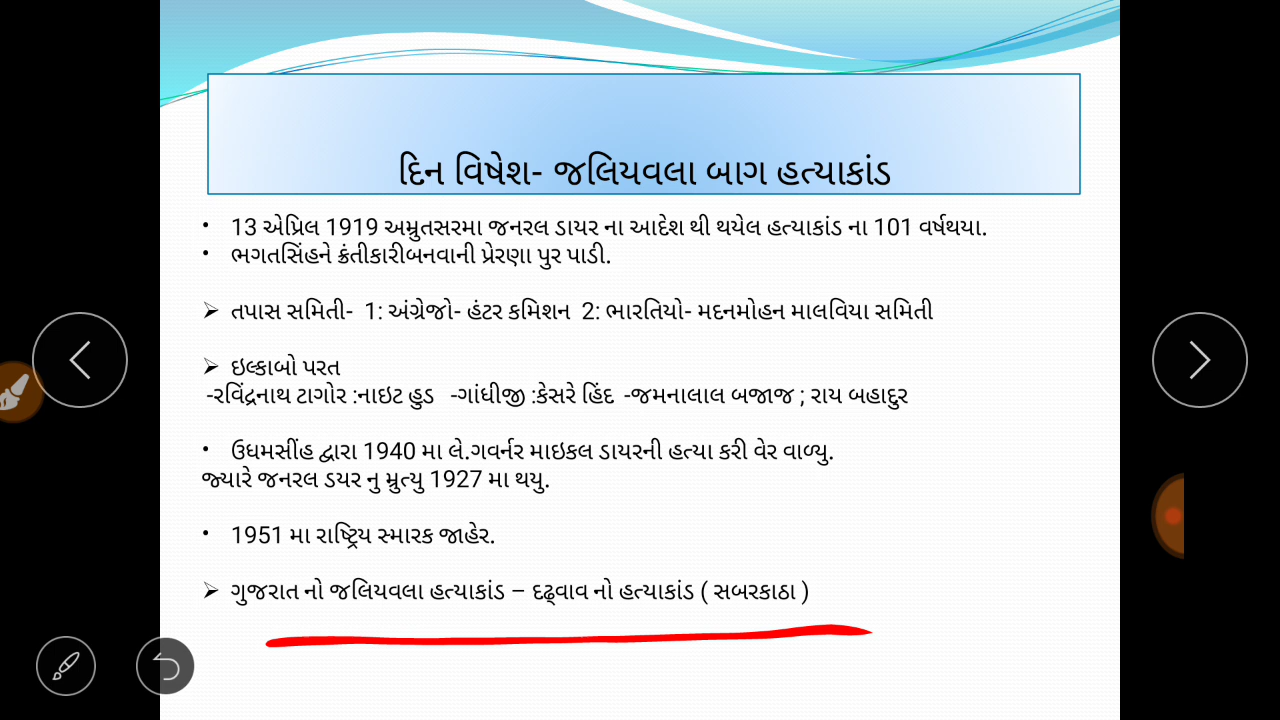 દિન વિષેશ- જલિયવલા બાગ હત્યાકાંડ
• 13 એપ્રિલ 1919 અમ્રુતસરમા જનરલ ડાયર ના આદેશ થી થયેલ હત્યાકાંડ ના 101 વર્ષથયા.
• ભગતસિંહને ક્રંતીકારીબનવાની પ્રેરણા પુર પાડી.
➢ તપાસ સમિતી- 1: અંગ્રેજો- હંટર કમિશન 2: ભારતિયો- મદનમોહન માલવિયા સમિતી
➢ ઇલ્કાબો પરત
-રવિંદ્રનાથ ટાગોર :નાઇટ હુડ -ગાંધીજી :કેસરે હિંદ -જમનાલાલ બજાજ ; રાય બહાદુર
• ઉધમસીંહ દ્વારા 1940 મા લે.ગવર્નર માઇકલ ડાયરની હત્યા કરી વેર વાળ્યુ.
જ્યારે જનરલ ડયર નુ મ્રુત્યુ 1927 મા થયુ.
• 1951 મા રાષ્ટ્રિય સ્મારક જાહેર.
➢ ગુજરાત નો જલિયવલા હત્યાકાંડ – દઢ્વાવ નો હત્યાકાંડ ( સબરકાઠા )